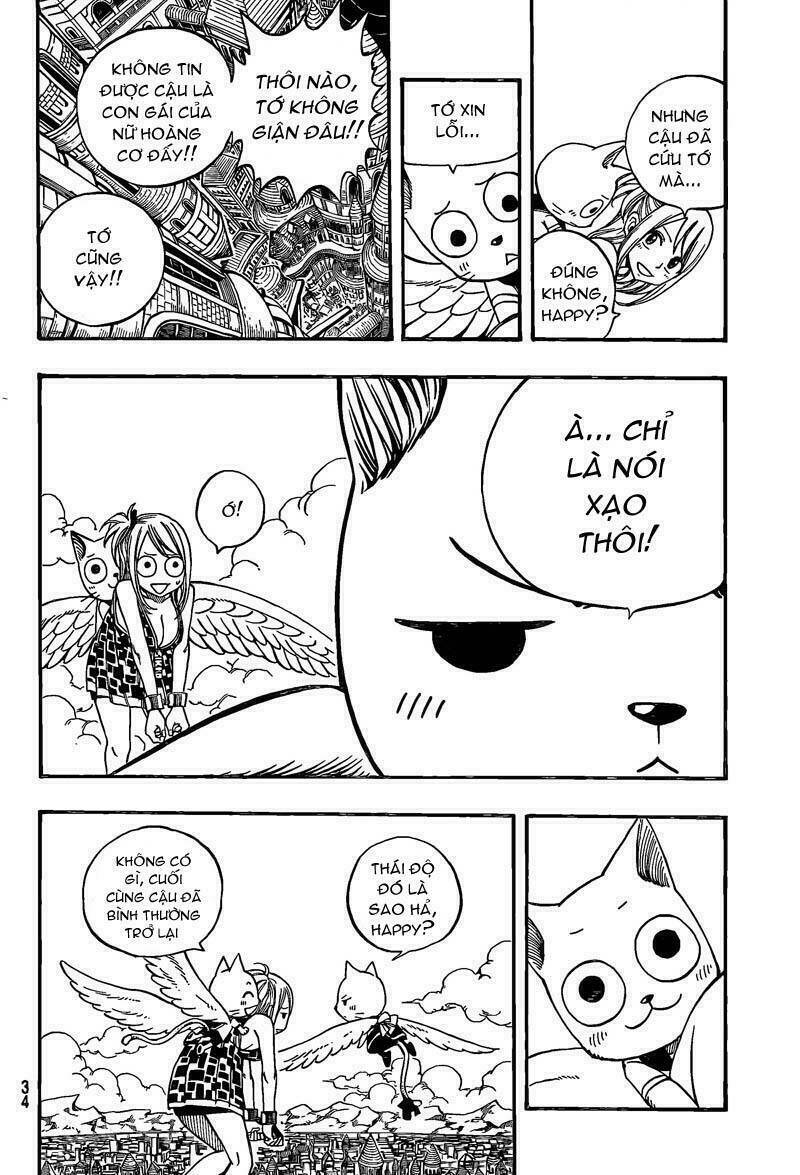 NHƯNG
CẬU ĐÃ
CỨU TỚ
MÀ...
ĐÚNG
KHÔNG,
HAPPY?
TỚ XIN
LỖI...
THÔI NÀO,
TỚ KHÔNG
GIẬN ĐÂU!!
KHÔNG TIN
ĐƯỢC CẬU LÀ
CON GÁI CỦA
NỮ HOÀNG
CƠ ĐẤY!!
TỚ
CŨNG
VẬY!!
À... CHỈ
LÀ NÓI
XẠO
THÔI!
Ớ!
THÁI ĐỘ
ĐÓ LÀ
SAO HẢ,
HAPPY?
KHÔNG CÓ
GÌ, CUỐI
CÙNG CẬU ĐÃ
BÌNH THƯỜNG
TRỞ LẠI
34